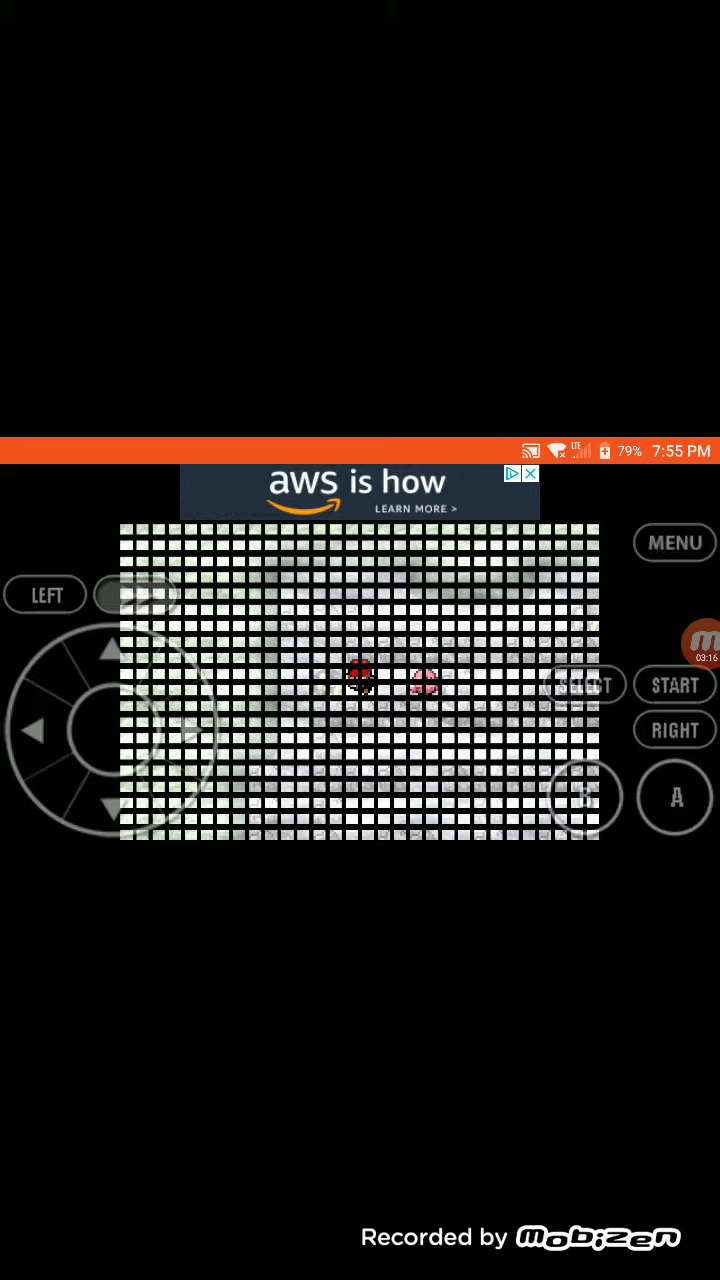 LTE 79% 7:55 PM
aws is how
LEARN MORE >
MENU
LEFT
03:16
SELECT START
RIGHT
B A
Recorded by mobizen